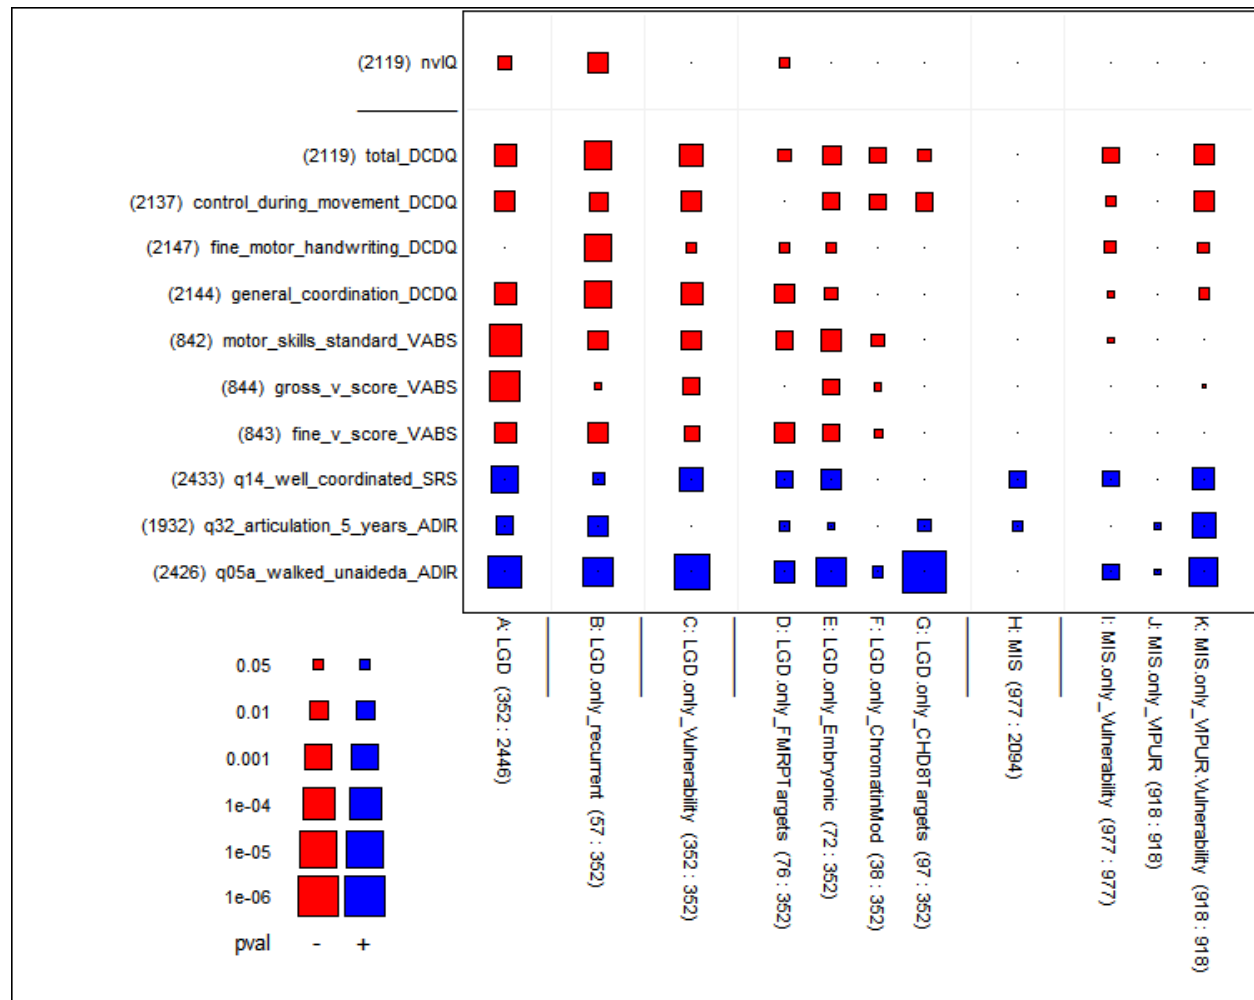 (2119) nvIQ
(2119) total_DCDQ
(2137) control_during_movement_DCDQ
(2147) fine_motor_handwriting_DCDQ
(2144) general_coordination_DCDQ
(842) motor_skills_standard_VABS
(844) gross_v_score_VABS
(843) fine_v_score_VABS
(2433) q14_well_coordinated_SRS
(1932) q32_articulation_5_years_ADIR
(2426) q05a_walked_unaideda_ADIR
A: LGD (352 : 2446)
B: LGD.only_recurrent (57 : 352)
C: LGD.only_Vulnerability (352 : 352)
D: LGD.only_FMRPTargets (76 : 352)
E: LGD.only_Embryonic (72 : 352)
F: LGD.only_ChromatinMod (38 : 352)
G: LGD.only_CHD8Targets (97 : 352)
H: MIS (977 : 2094)
I: MIS.only_Vulnerability (977 : 977)
J: MIS.only_VIPUR (918 : 918)
K: MIS.only_VIPUR.Vulnerability (918 : 918)
0.05
0.01
0.001
1e-04
1e-05
1e-06
pval - +